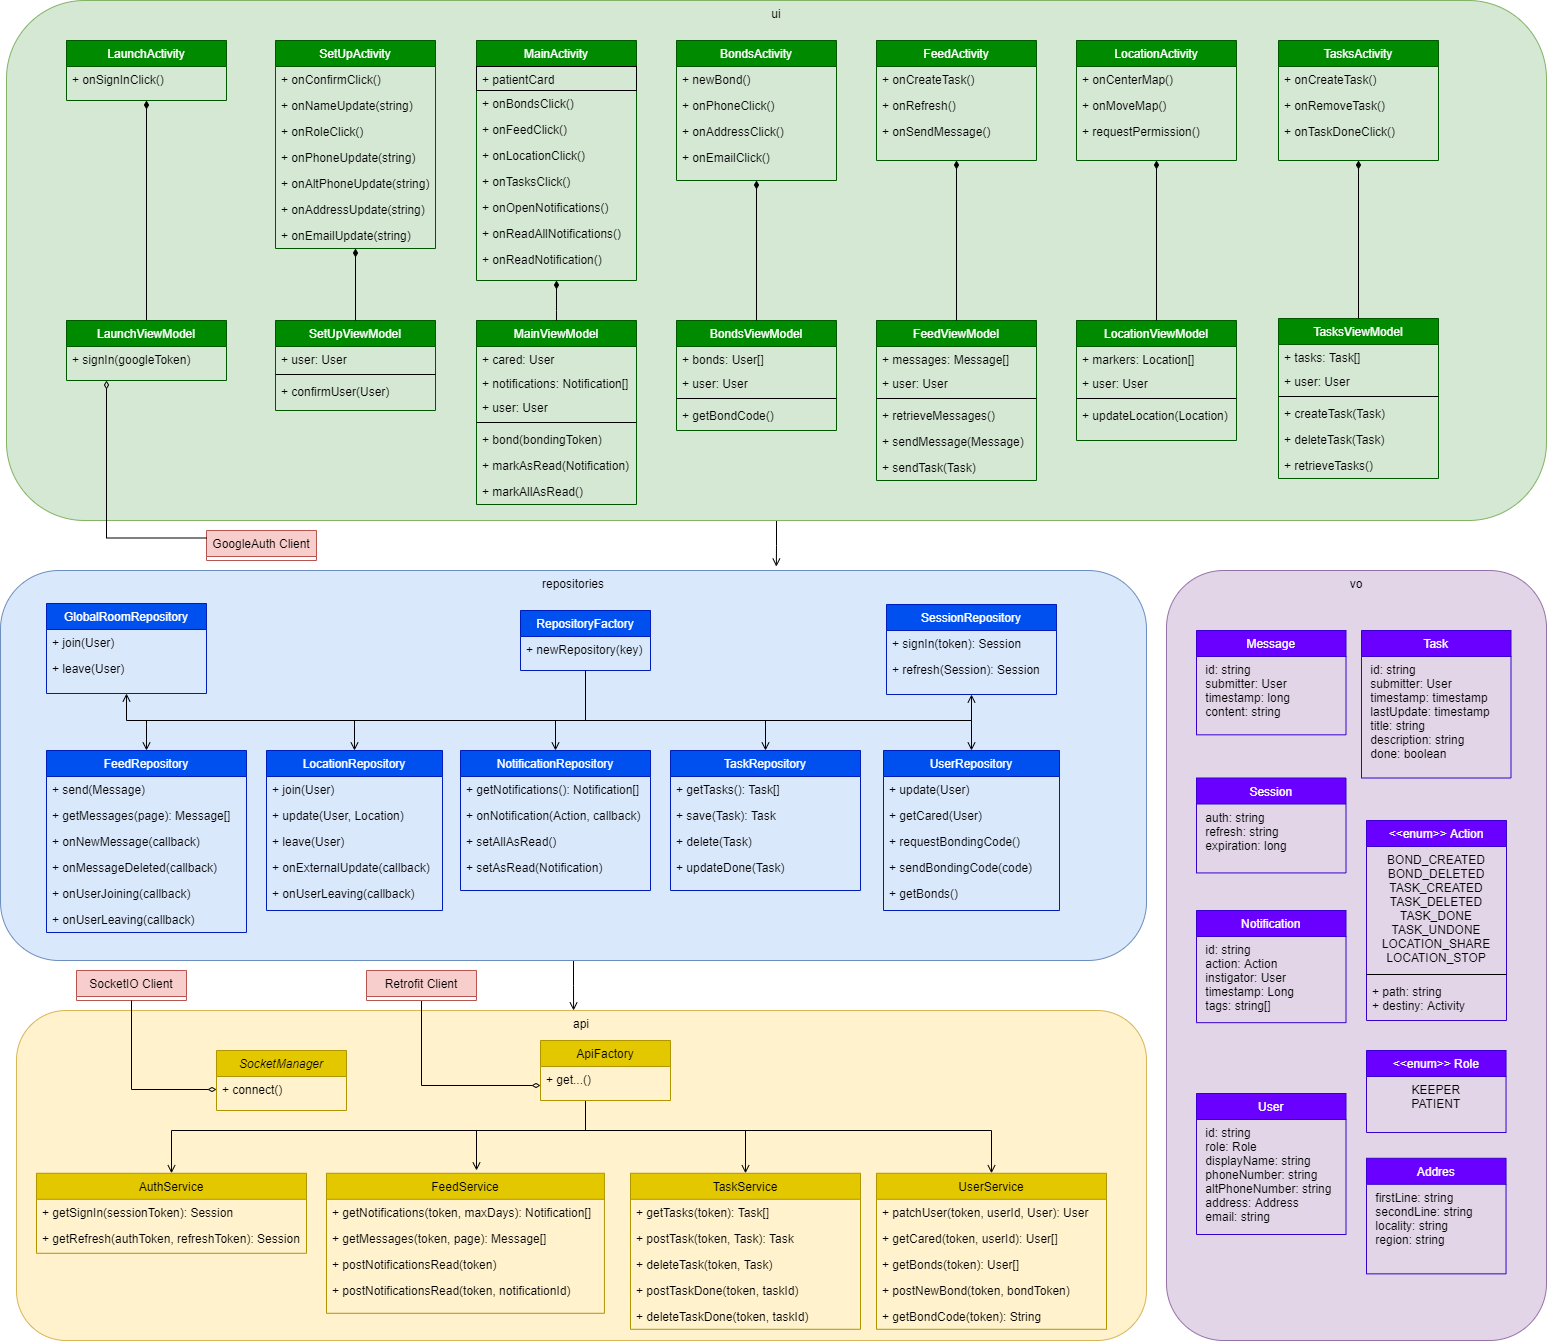 ui
LaunchActivity
+ onSignInClick()
SetUpActivity
+ onConfirmClick()
+ onNameUpdate(string)
+ onRoleClick()
+ onPhoneUpdate(string)
+ onAltPhoneUpdate(string)
+ onAddressUpdate(string)
+ onEmailUpdate(string)
MainActivity
+ patientCard
+ onBondsClick()
+ onFeedClick()
+ onLocationClick()
+ onTasksClick()
+ onOpenNotifications()
+ onReadAllNotifications()
+ onReadNotification()
BondsActivity
+ newBond()
+ onPhoneClick()
+ onAddressClick()
+ onEmailClick()
FeedActivity
+ onCreateTask()
+ onRefresh()
+ onSendMessage()
LocationActivity
+ onCenterMap()
+ onMoveMap()
+ requestPermission()
TasksActivity
+ onCreateTask()
+ onRemoveTask()
+ onTaskDoneClick()
LaunchViewModel
+ signIn(googleToken)
SetUpViewModel
+ user: User
+ confirmUser(User)
MainViewModel
+ cared: User
+ notifications: Notification[]
+ user: User
+ bond(bondingToken)
+ markAsRead(Notification)
+ markAllAsRead()
BondsViewModel
+ bonds: User[]
+ user: User
+ getBondCode()
FeedViewModel
+ messages: Message[]
+ user: User
+ retrieveMessages()
+ sendMessage(Message)
+ sendTask(Task)
LocationViewModel
+ markers: Location[]
+ user: User
+ updateLocation(Location)
TasksViewModel
+ tasks: Task[]
+ user: User
+ createTask(Task)
+ deleteTask(Task)
+ retrieveTasks()
GoogleAuth Client
repositories
GlobalRoomRepository
+ join(User)
+ leave(User)
RepositoryFactory
+ newRepository(key)
SessionRepository
+ signIn(token): Session
+ refresh(Session): Session
FeedRepository
+ send(Message)
+ getMessages(page): Message[]
+ onNewMessage(callback)
+ onMessageDeleted(callback)
+ onUserJoining(callback)
+ onUserLeaving(callback)
LocationRepository
+ join(User)
+ update(User, Location)
+ leave(User)
+ onExternalUpdate(callback)
+ onUserLeaving(callback)
NotificationRepository
+ getNotifications(): Notification[]
+ onNotification(Action, callback)
+ setAllAsRead()
+ setAsRead(Notification)
TaskRepository
+ getTasks(): Task[]
+ save(Task): Task
+ delete(Task)
+ updateDone(Task)
UserRepository
+ update(User)
+ getCared(User)
+ requestBondingCode()
+ sendBondingCode(code)
+ getBonds()
SocketIO Client
Retrofit Client
api
SocketManager
+ connect()
ApiFactory
+ get...()
AuthService
+ getSignIn(sessionToken): Session
+ getRefresh(authToken, refreshToken): Session
FeedService
+ getNotifications(token, maxDays): Notification[]
+ getMessages(token, page): Message[]
+ postNotificationsRead(token)
+ postNotificationsRead(token, notificationId)
TaskService
+ getTasks(token): Task[]
+ postTask(token, Task): Task
+ deleteTask(token, Task)
+ postTaskDone(token, taskId)
+ deleteTaskDone(token, taskId)
UserService
+ patchUser(token, userId, User): User
+ getCared(token, userId): User[]
+ getBonds(token): User[]
+ postNewBond(token, bondToken)
+ getBondCode(token): String
vo
Message
id: string
submitter: User
timestamp: long
content: string
Task
id: string
submitter: User
timestamp: timestamp
lastUpdate: timestamp
title: string
description: string
done: boolean
Session
auth: string
refresh: string
expiration: long
<<enum>> Action
BOND_CREATED
BOND_DELETED
TASK_CREATED
TASK_DELETED
TASK_DONE
TASK_UNDONE
LOCATION_SHARE
LOCATION_STOP
+ path: string
+ destiny: Activity
Notification
id: string
action: Action
instigator: User
timestamp: Long
tags: string[]
<<enum>> Role
KEEPER
PATIENT
User
id: string
role: Role
displayName: string
phoneNumber: string
altPhoneNumber: string
address: Address
email: string
Addres
firstLine: string
secondLine: string
locality: string
region: string